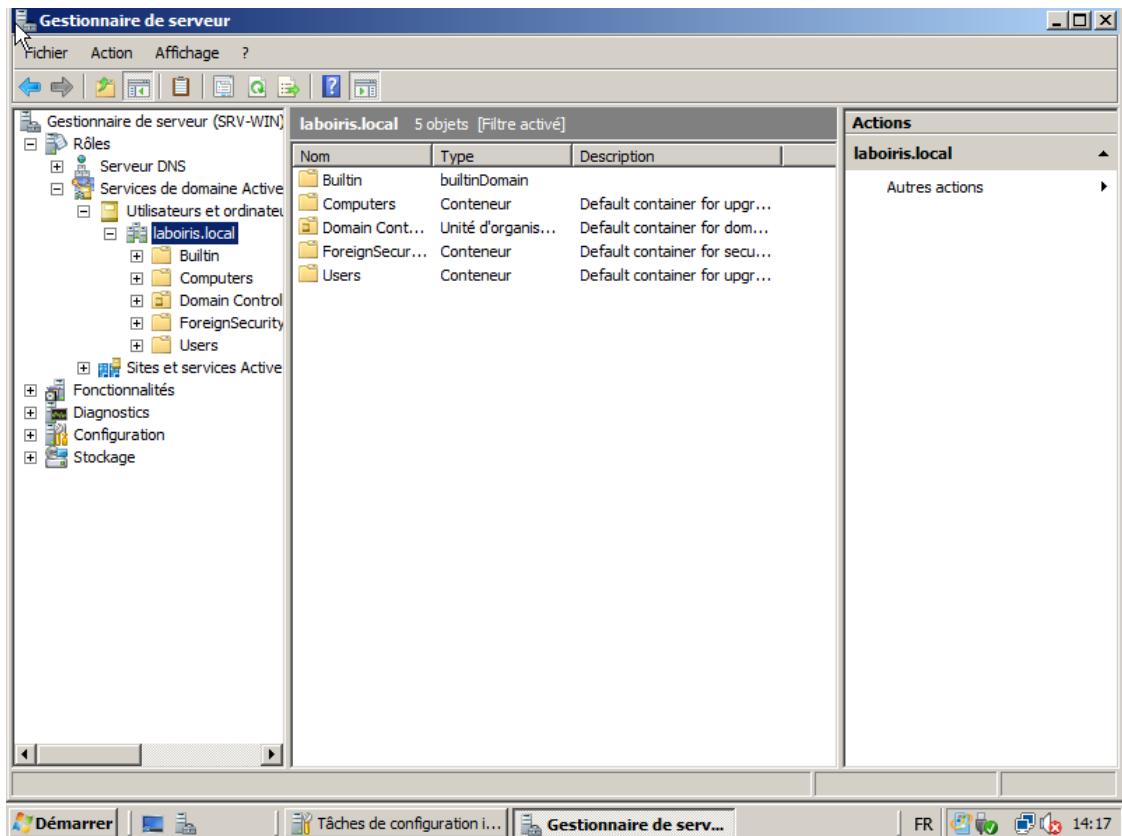 Gestionnaire de serveur
Fichier Action Affichage ?
Gestionnaire de serveur (SRV-WIN)
Rôles
Serveur DNS
Services de domaine Active
Utilisateurs et ordinateu
laboiris.local
Builtin
Computers
Domain Control
ForeignSecurity
Users
Sites et services Active
Fonctionnalités
Diagnostics
Configuration
Stockage
laboiris.local 5 objets [Filtre activé]
Nom Type Description
Builtin builtinDomain
Computers Conteneur Default container for upgr...
Domain Cont... Unité d'organis... Default container for dom...
ForeignSecur... Conteneur Default container for secu...
Users Conteneur Default container for upgr...
Actions
laboiris.local
Autres actions
Démarrer Tâches de configuration i... Gestionnaire de serv... FR 14:17